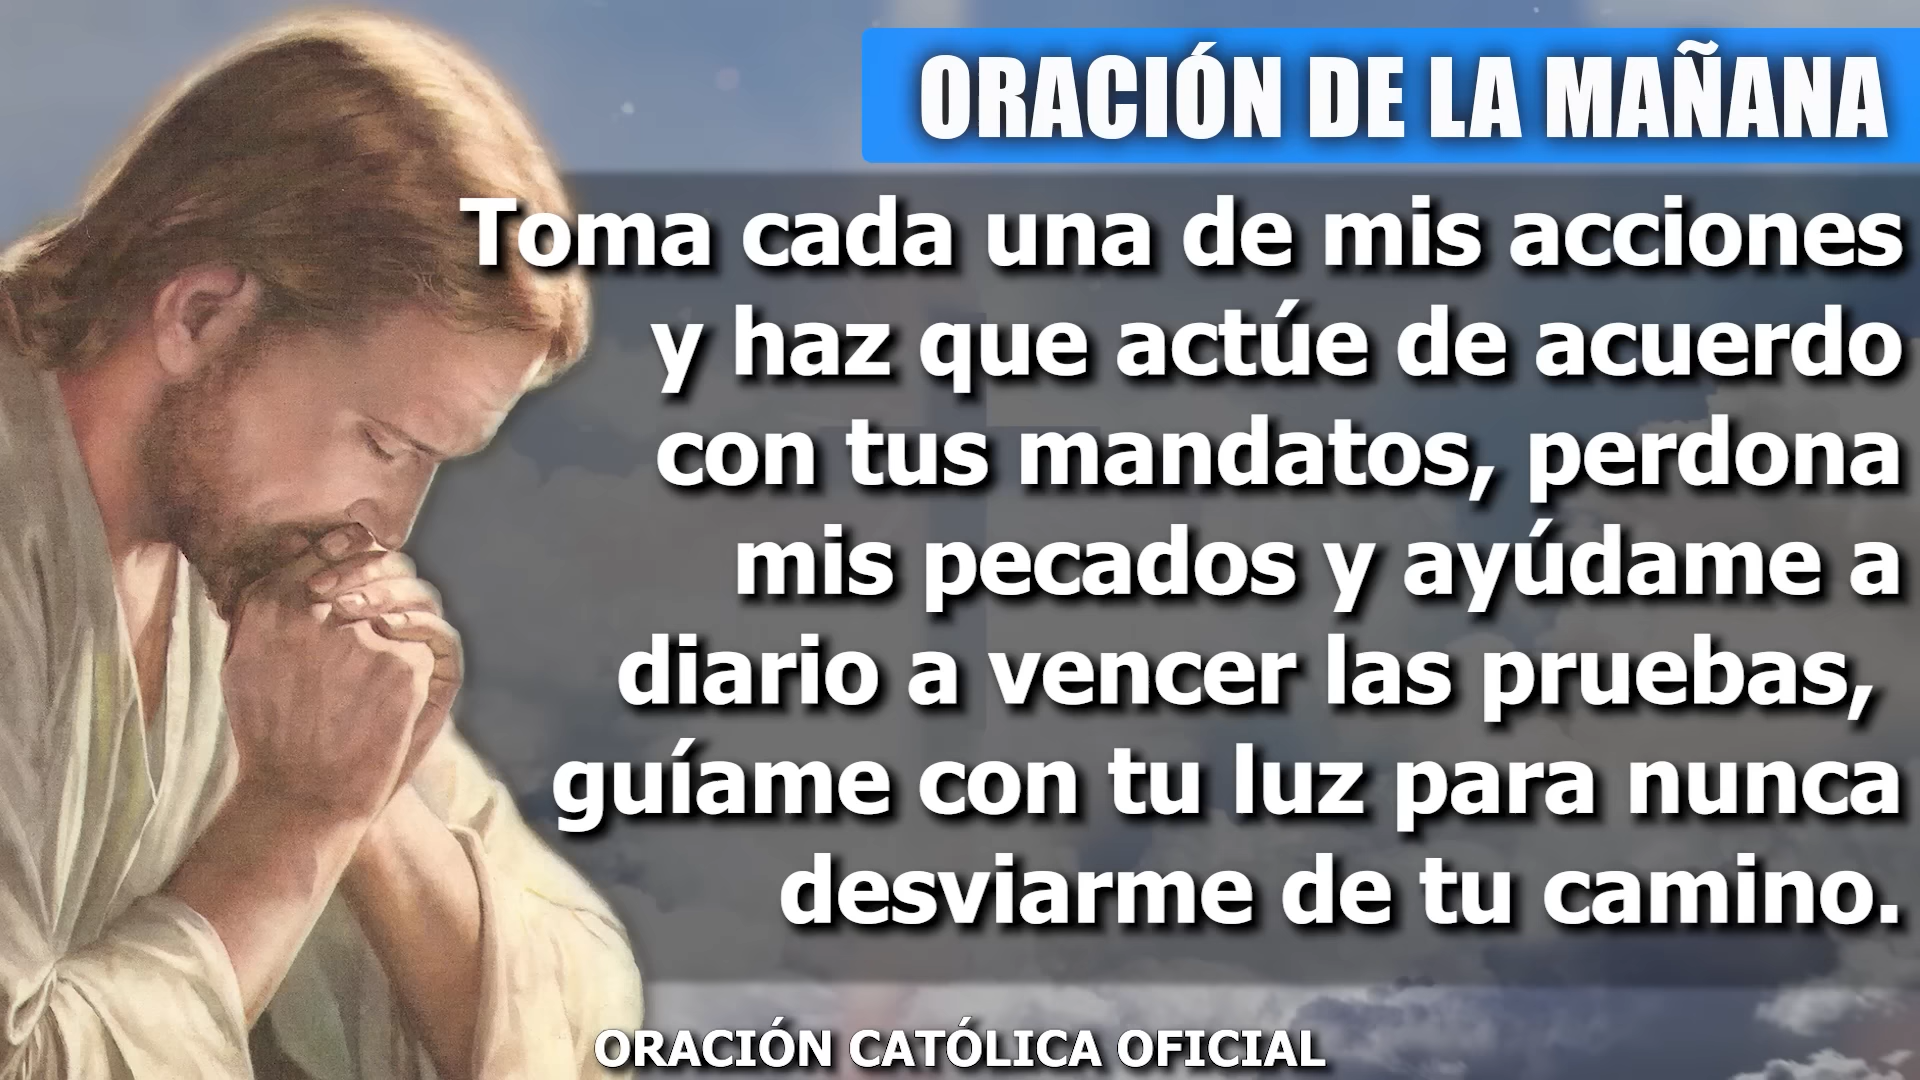 ORACIÓN DE LA MAÑANA
Toma cada una de mis acciones
y haz que actúe de acuerdo
con tus mandatos, perdona
mis pecados y ayúdame a
diario a vencer las pruebas,
guíame con tu luz para nunca
desviarme de tu camino.
ORACIÓN CATÓLICA OFICIAL